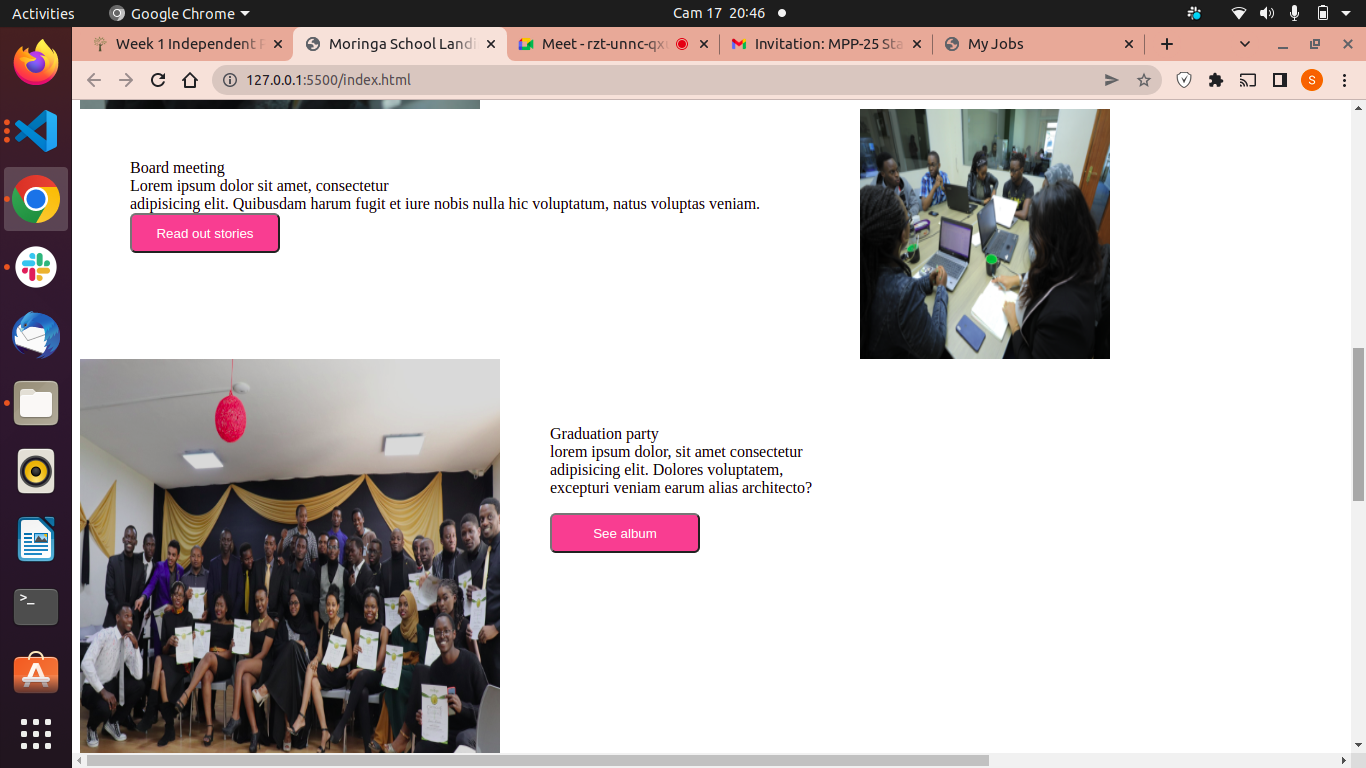 Activities
Google Chrome
Cam 17 20:46
Week 1 Independent
Moringa School Landi
Meet - rzt-unnc-qx
Invitation: MPP-25 Sta
My Jobs
127.0.0.1:5500/index.html
S
Board meeting
Lorem ipsum dolor sit amet, consectetur
adipisicing elit. Quibusdam harum fugit et iure nobis nulla hic voluptatum, natus voluptas veniam.
Read out stories
Graduation party
lorem ipsum dolor, sit amet consectetur
adipisicing elit. Dolores voluptatem,
excepturi veniam earum alias architecto?
See album
>_